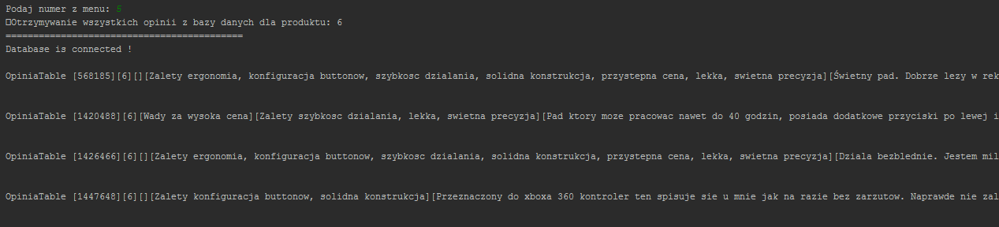 Podaj numer z menu: 5
□Otrzymywanie wszystkich opinii z bazy danych dla produktu: 6
===========================================
Database is connected !
OpiniaTable [568185][6][][Zalety ergonomia, konfiguracja buttonow, szybkosc dzialania, solidna konstrukcja, przystepna cena, lekka, swietna precyzja][Świetny pad. Dobrze lezy w rek
OpiniaTable [1420488][6][Wady za wysoka cena][Zalety szybkosc dzialania, lekka, swietna precyzja][Pad ktory moze pracowac nawet do 40 godzin, posiada dodatkowe przyciski po lewej i
OpiniaTable [1426466][6][][Zalety ergonomia, konfiguracja buttonow, szybkosc dzialania, solidna konstrukcja, przystepna cena, lekka, swietna precyzja][Dziala bezblednie. Jestem mil
OpiniaTable [1447648][6][][Zalety konfiguracja buttonow, solidna konstrukcja][Przeznaczony do xboxa 360 kontroler ten spisuje sie u mnie jak na razie bez zarzutow. Naprawde nie zal